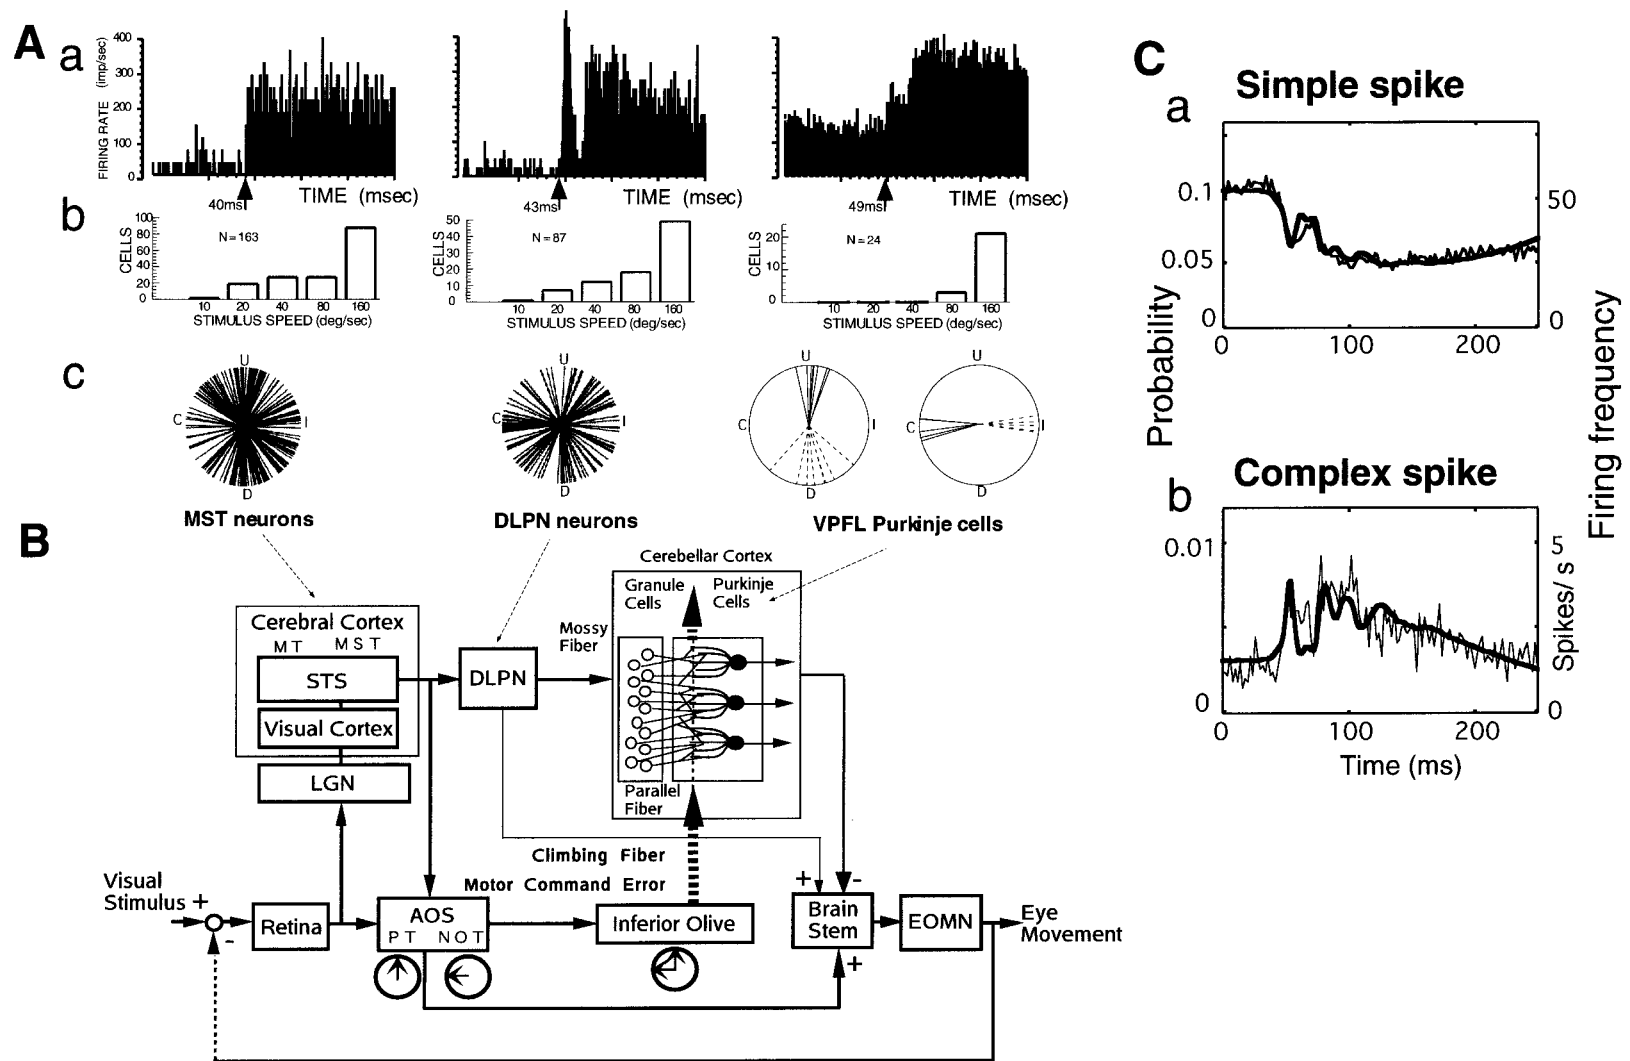 A
a
FIRING RATE (imp/sec)
400
300
200
100
0
40ms
TIME (msec)
43ms
TIME (msec)
49ms
TIME (msec)
b
CELLS
100
80
60
40
20
0
N=163
10 20 40 80 160
STIMULUS SPEED (deg/sec)
CELLS
50
40
30
20
10
0
N=87
10 20 40 80 160
STIMULUS SPEED (deg/sec)
CELLS
20
10
0
N=24
10 20 40 80 160
STIMULUS SPEED (deg/sec)
c
U
C I
D
U
C I
D
U
C I
D
U
C I
D
MST neurons
DLPN neurons
VPFL Purkinje cells
B
Cerebral Cortex
MT MST
STS
Visual Cortex
LGN
DLPN
Mossy
Fiber
Cerebellar Cortex
Granule
Cells
Purkinje
Cells
Parallel
Fiber
Climbing Fiber
Motor Command Error
Visual
Stimulus +
-
Retina
AOS
PT NOT
Inferior Olive
+ -
Brain
Stem
+
EOMN
Eye
Movement
C
a
Simple spike
0.1
0.05
0
50
0
0 100 200
Probability
Firing frequency
b
Complex spike
0.01
0
5
0
Spikes/ s
0 100 200
Time (ms)